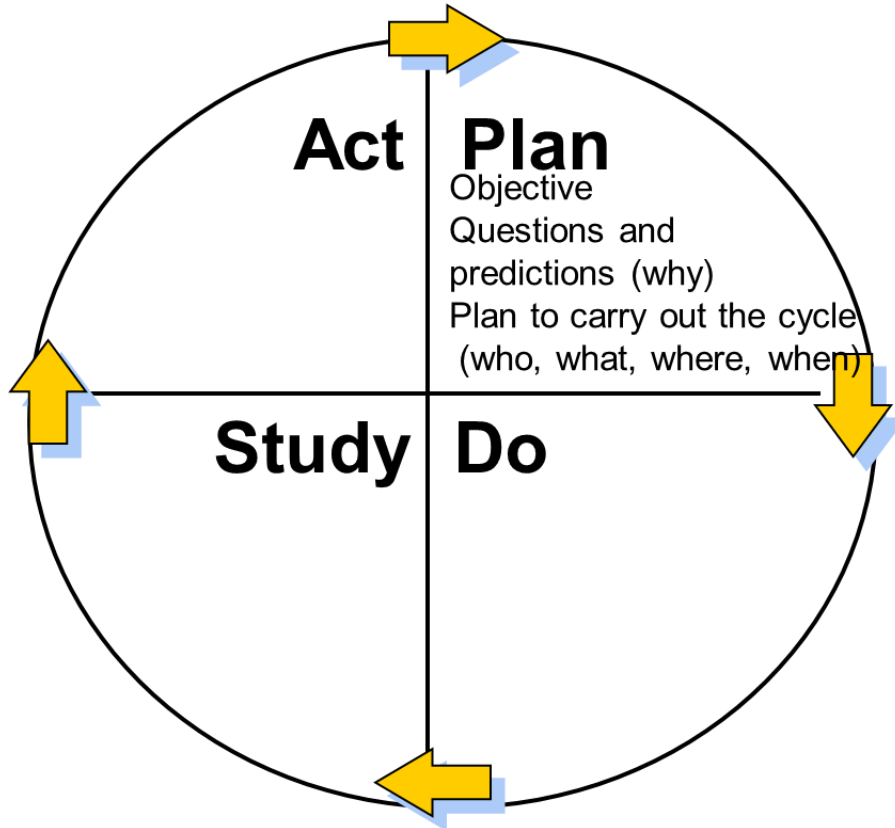 Act Plan
Objective
Questions and
predictions (why)
Plan to carry out the cycle
(who, what, where, when)
Study Do